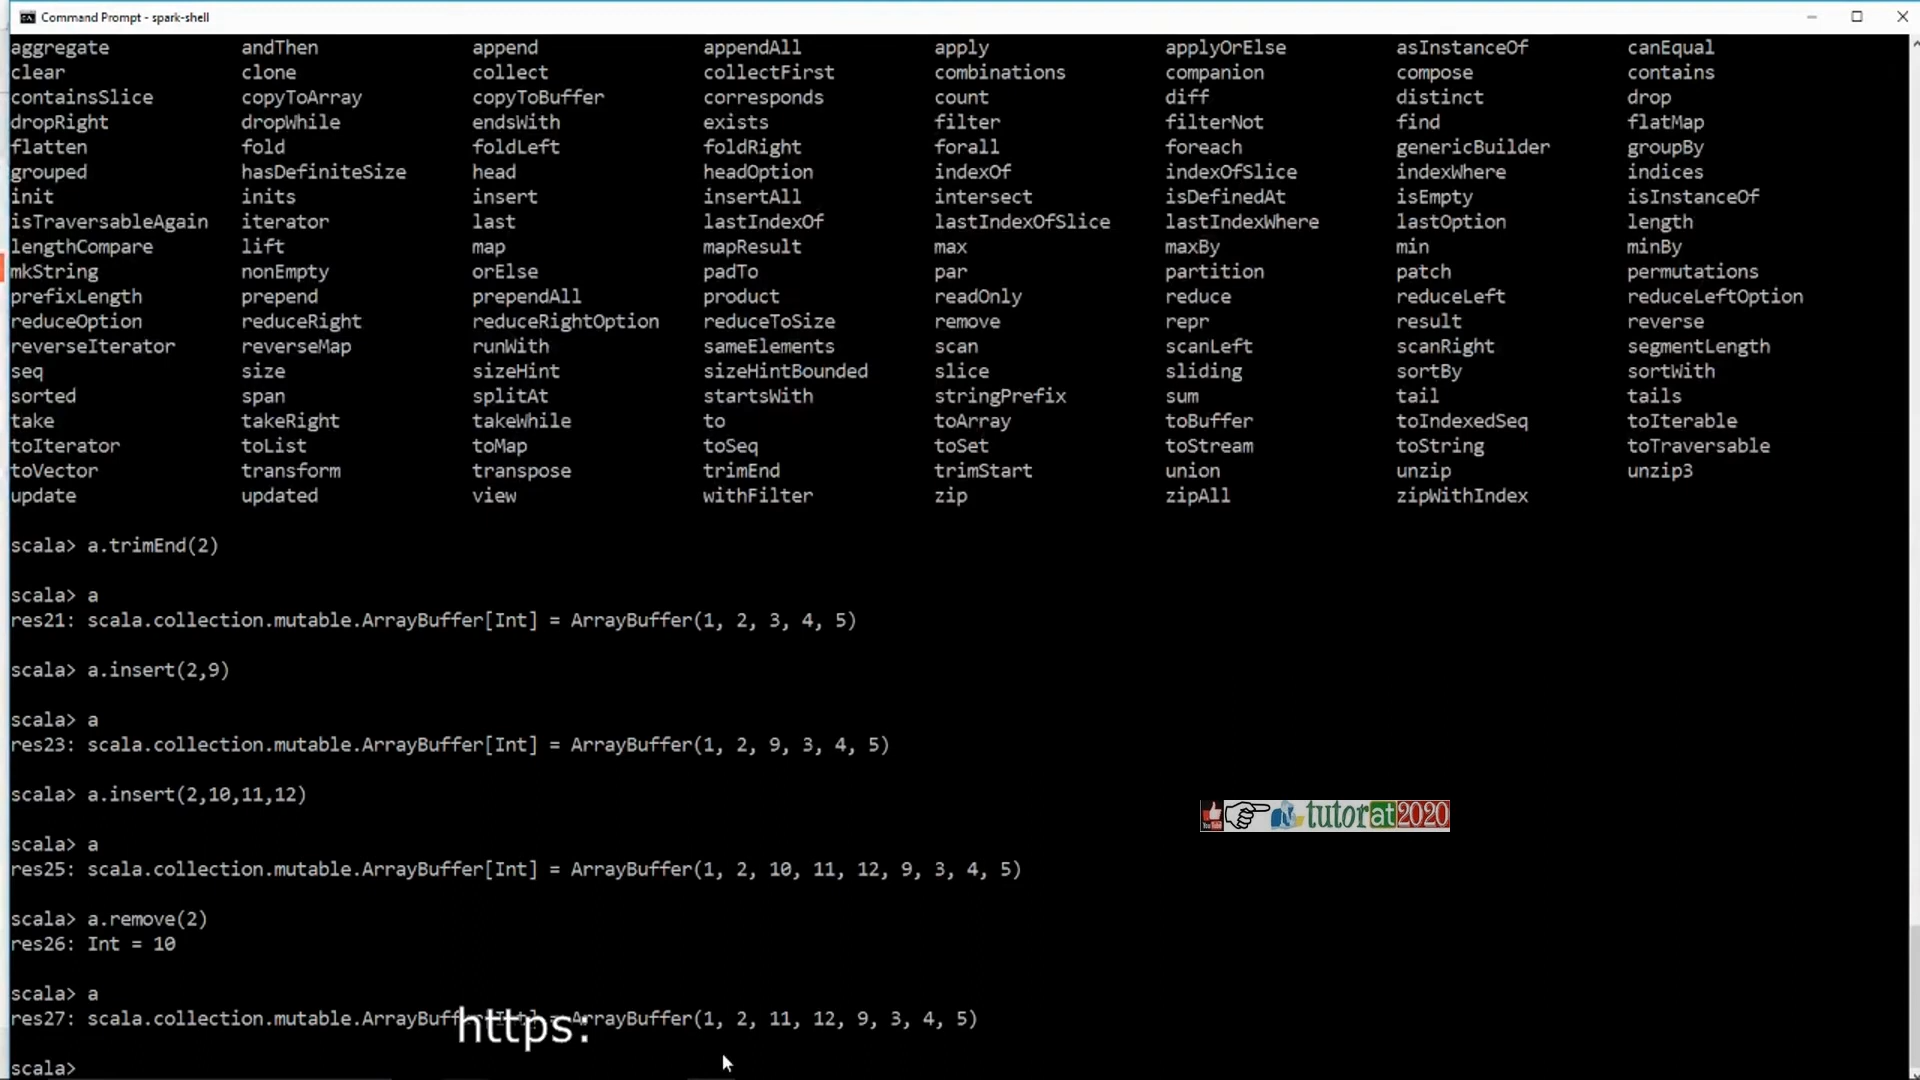 Command Prompt - spark-shell
aggregate andThen append appendAll apply applyOrElse asInstanceOf canEqual
clear clone collect collectFirst combinations companion compose contains
containsSlice copyToArray copyToBuffer corresponds count diff distinct drop
dropRight dropWhile endsWith exists filter filterNot find flatMap
flatten fold foldLeft foldRight forall foreach genericBuilder groupBy
grouped hasDefiniteSize head headOption indexOf indexOfSlice indexWhere indices
init inits insert insertAll intersect isDefinedAt isEmpty isInstanceOf
isTraversableAgain iterator last lastIndexOf lastIndexOfSlice lastIndexWhere lastOption length
lengthCompare lift map mapResult max maxBy min minBy
mkString nonEmpty orElse padTo par partition patch permutations
prefixLength prepend prependAll product readOnly reduce reduceLeft reduceLeftOption
reduceOption reduceRight reduceRightOption reduceToSize remove repr result reverse
reverseIterator reverseMap runWith sameElements scan scanLeft scanRight segmentLength
seq size sizeHint sizeHintBounded slice sliding sortBy sortWith
sorted span splitAt startsWith stringPrefix sum tail tails
take takeRight takeWhile to toArray toBuffer toIndexedSeq toIterable
toIterator toList toMap toSeq toSet toStream toString toTraversable
toVector transform transpose trimEnd trimStart union unzip unzip3
update updated view withFilter zip zipAll zipWithIndex
scala> a.trimEnd(2)
scala> a
res21: scala.collection.mutable.ArrayBuffer[Int] = ArrayBuffer(1, 2, 3, 4, 5)
scala> a.insert(2,9)
scala> a
res23: scala.collection.mutable.ArrayBuffer[Int] = ArrayBuffer(1, 2, 9, 3, 4, 5)
scala> a.insert(2,10,11,12)
tutorat2020
scala> a
res25: scala.collection.mutable.ArrayBuffer[Int] = ArrayBuffer(1, 2, 10, 11, 12, 9, 3, 4, 5)
scala> a.remove(2)
res26: Int = 10
scala> a
res27: scala.collection.mutable.ArrayBuffer[Int] = ArrayBuffer(1, 2, 11, 12, 9, 3, 4, 5)
https:
scala>